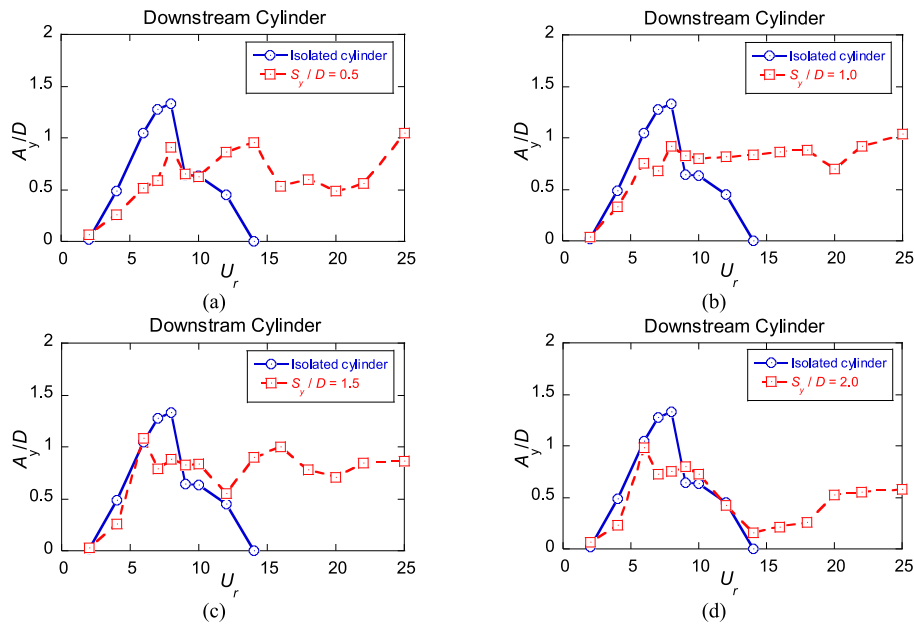 Downstream Cylinder
Isolated cylinder
S_y / D = 0.5
A_y/D
2
1.5
1
0.5
0
0 5 10 15 20 25
U_r
(a)
Downstream Cylinder
Isolated cylinder
S_y / D = 1.0
A_y/D
2
1.5
1
0.5
0
0 5 10 15 20 25
U_r
(b)
Downstram Cylinder
Isolated cylinder
S_y / D = 1.5
A_y/D
2
1.5
1
0.5
0
0 5 10 15 20 25
U_r
(c)
Downstream Cylinder
Isolated cylinder
S_y / D = 2.0
A_y/D
2
1.5
1
0.5
0
0 5 10 15 20 25
U_r
(d)